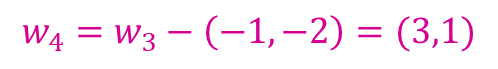 w₄ = w₃ − (−1, −2) = (3,1)